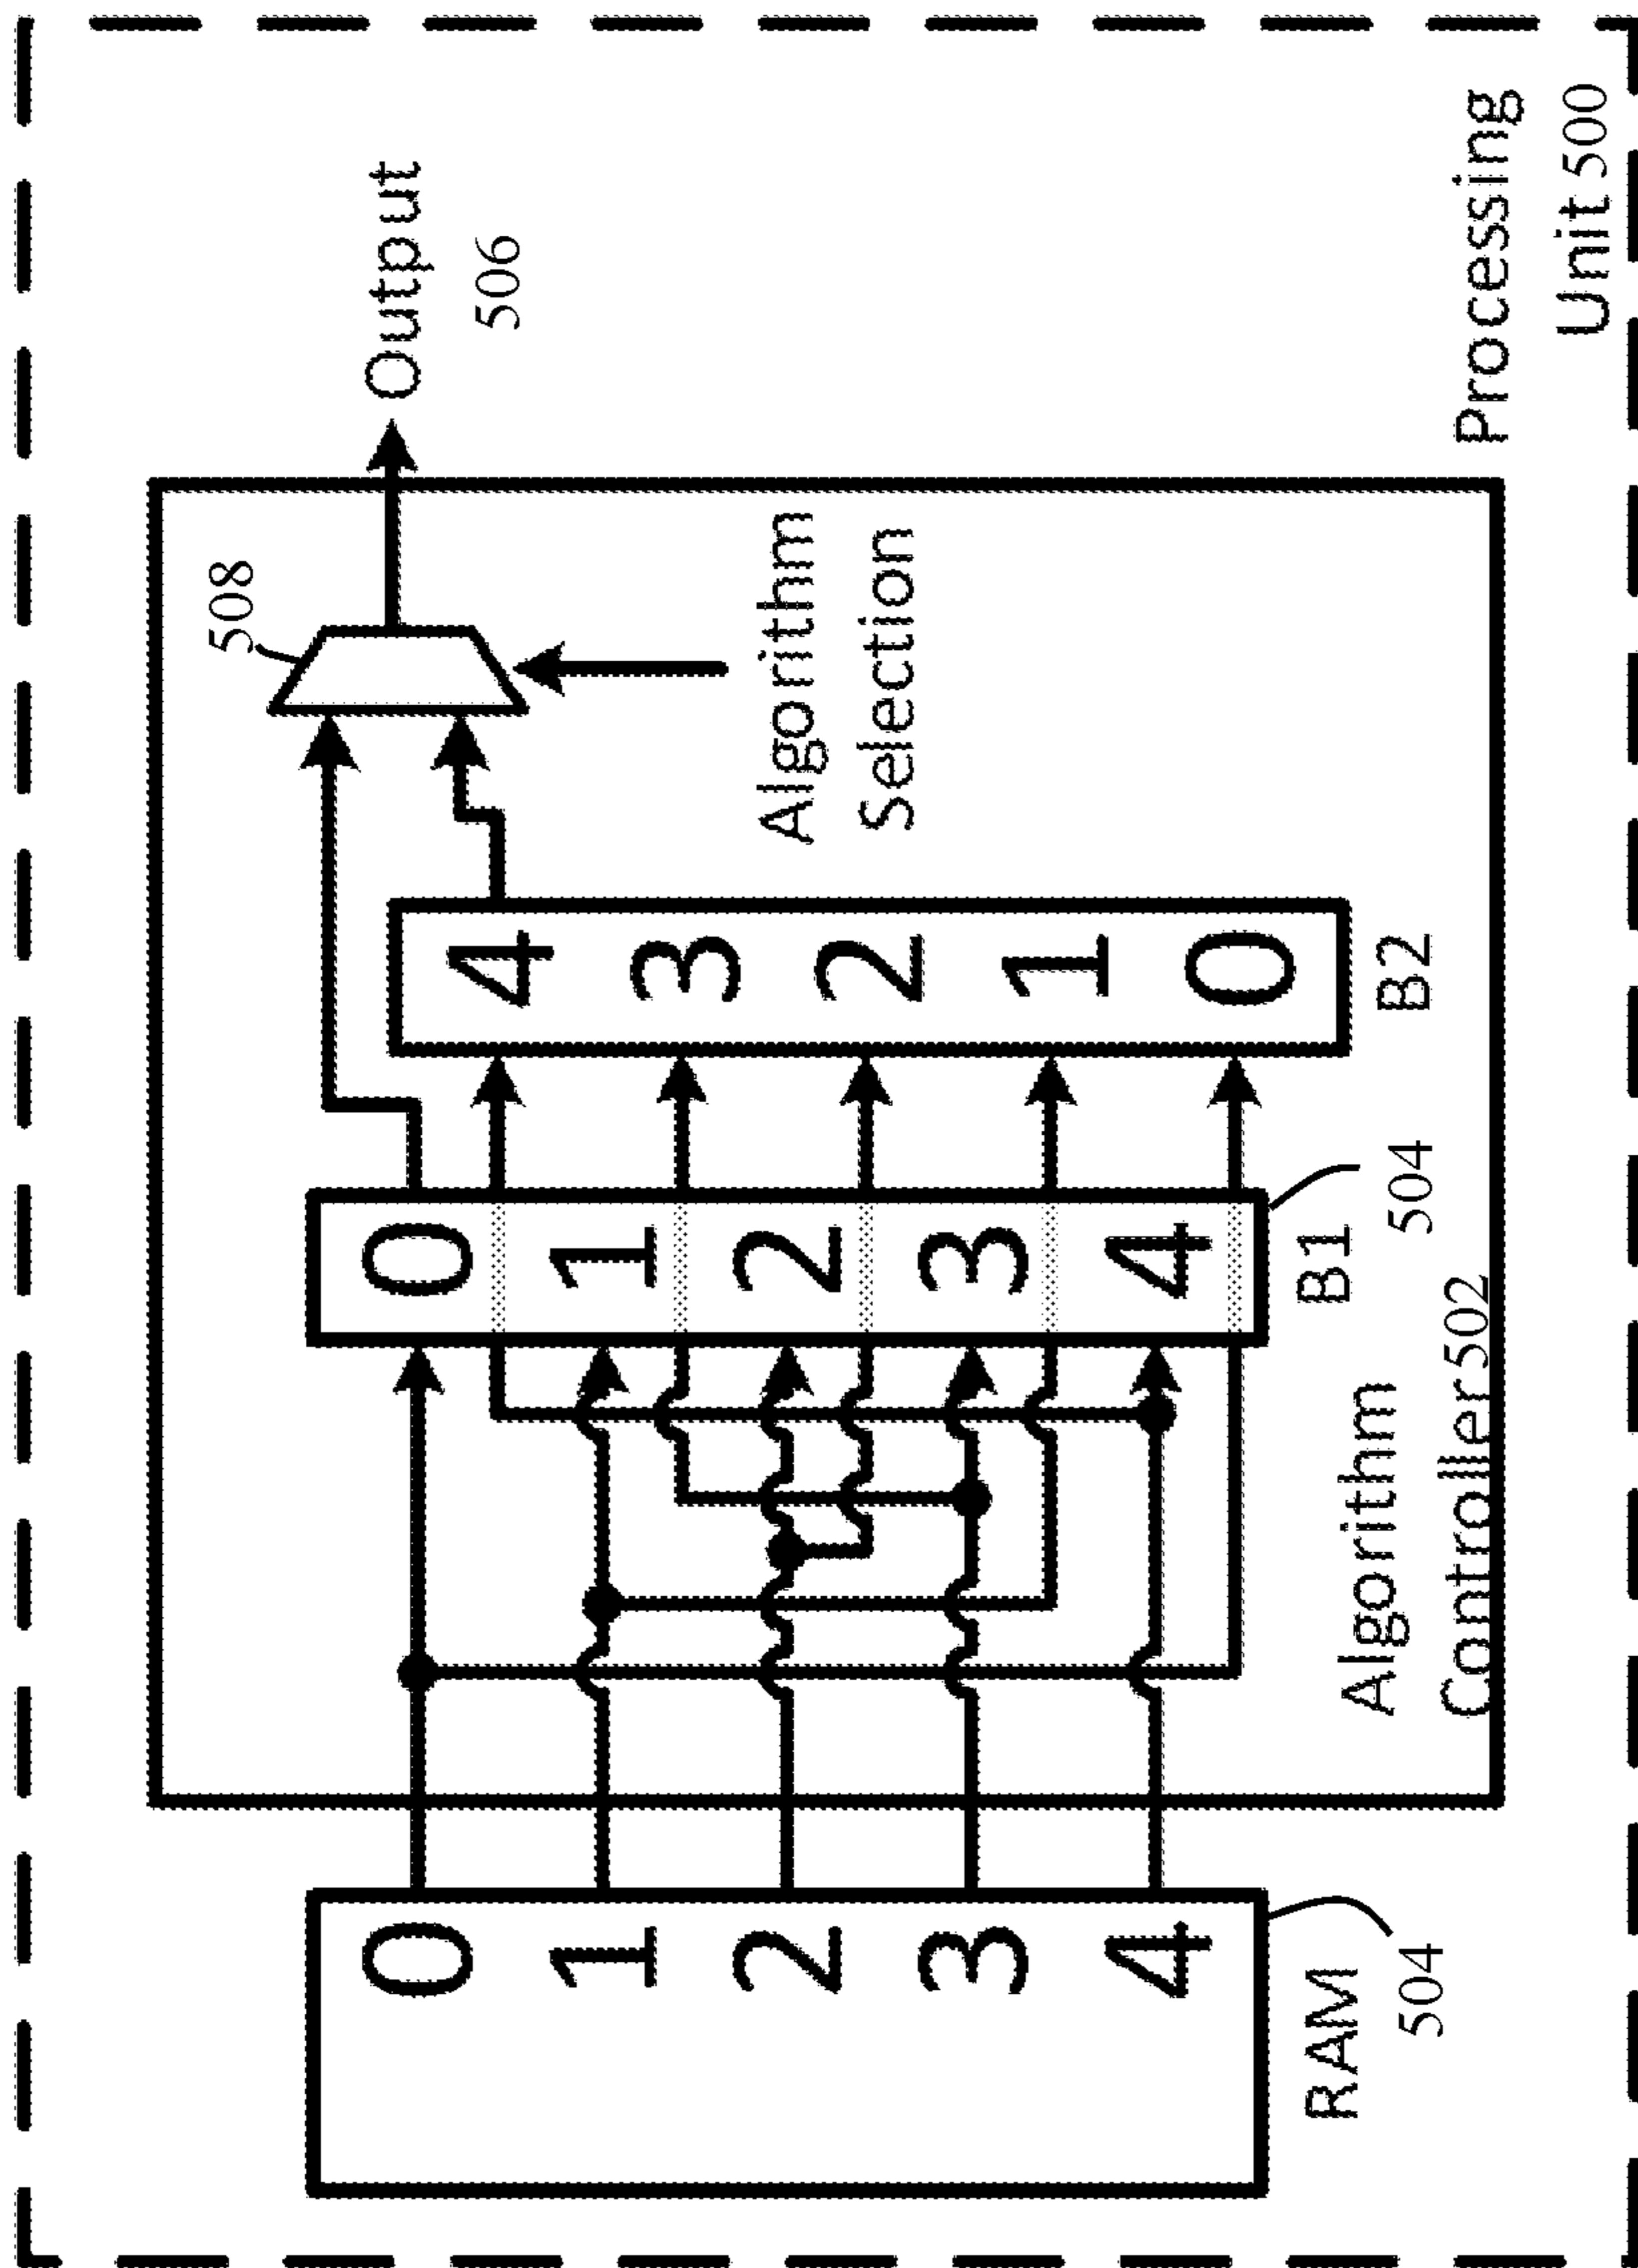 0
1
2
3
4
RAM
504
0
1
2
3
4
B1
504
Algorithm
Controller 502
4
3
2
1
0
B2
508
Algorithm
Selection
Output
506
Processing
Unit 500